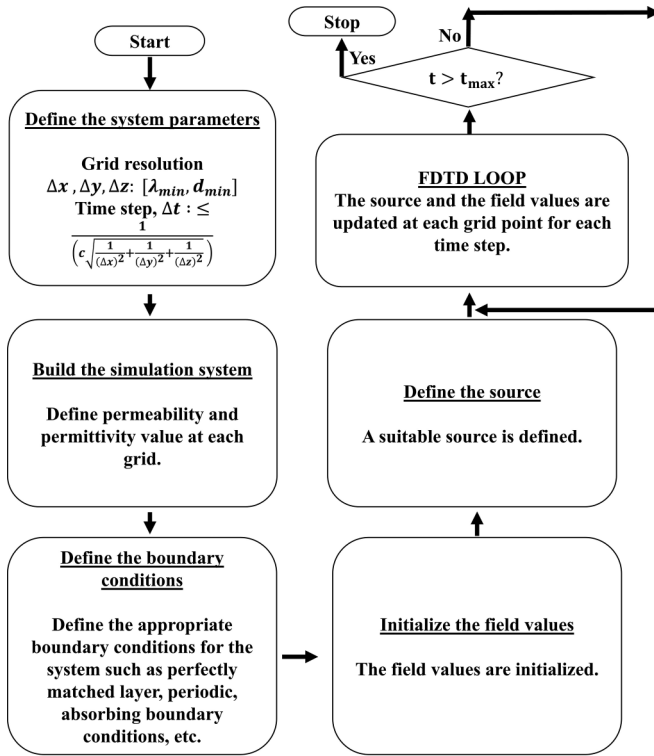 Start
Define the system parameters
Grid resolution
Δx ,Δy, Δz: [λ_min, d_min]
Time step, Δt : ≤
1/(c√(1/(Δx)²+1/(Δy)²+1/(Δz)²))
Build the simulation system
Define permeability and
permittivity value at each
grid.
Define the boundary
conditions
Define the appropriate
boundary conditions for the
system such as perfectly
matched layer, periodic,
absorbing boundary
conditions, etc.
Initialize the field values
The field values are initialized.
Define the source
A suitable source is defined.
FDTD LOOP
The source and the field values are
updated at each grid point for each
time step.
t > t_max?
No
Yes
Stop